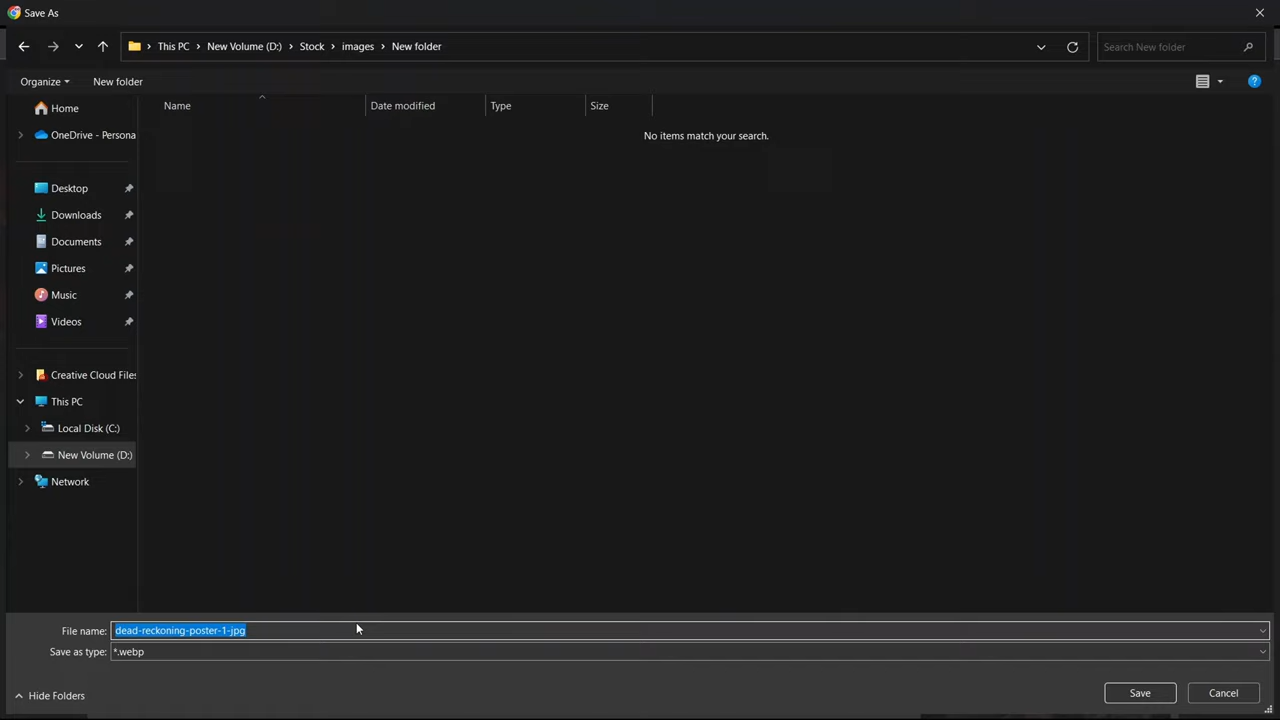 Save As
This PC New Volume (D:) Stock images New folder
Search New folder
Organize New folder
Name Date modified Type Size
No items match your search.
Home
OneDrive - Persona
Desktop
Downloads
Documents
Pictures
Music
Videos
Creative Cloud Files
This PC
Local Disk (C:)
New Volume (D:)
Network
File name: dead-reckoning-poster-1-jpg
Save as type: *.webp
Hide Folders
Save Cancel